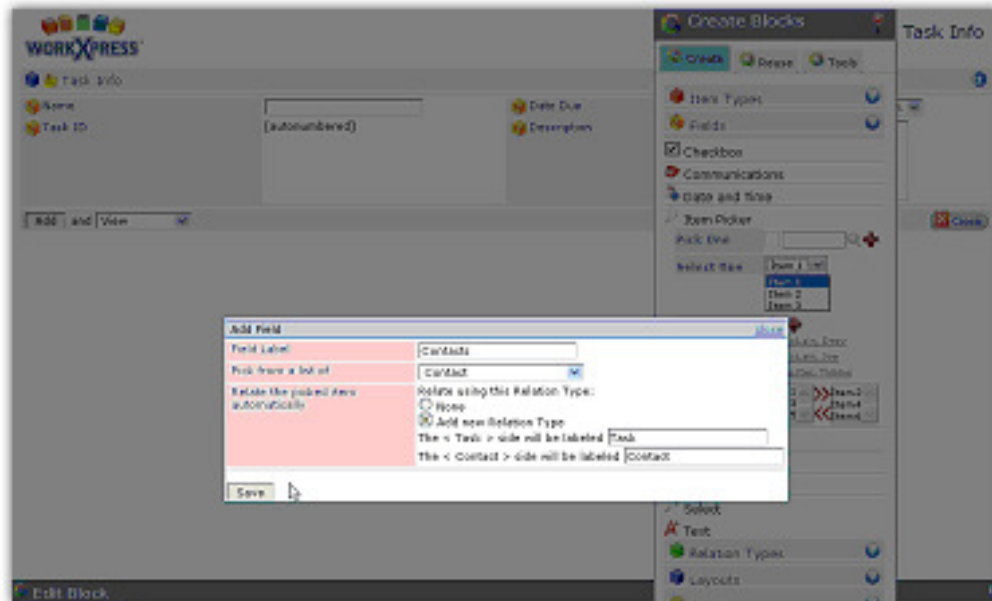 WORKXPRESS
Create Blocks
Task Info
Create
Reuse
Tools
Task Info
Name
Date Due
Task ID
(autonumbered)
Description
Item Types
Fields
Checkbox
Communications
Date and Time
Item Picker
Pick One
Select One
Item 1
Item 1
Item 2
Item 3
Add and View
Close
Add Field
close
Field Label
Contacts
Pick from a list of
Contact
Relate the picked item automatically
Relate using this Relation Type:
None
Add new Relation Type
The < Task > side will be labeled Task
The < Contact > side will be labeled Contact
Save
Select
Text
Relation Types
Layouts
Edit Block